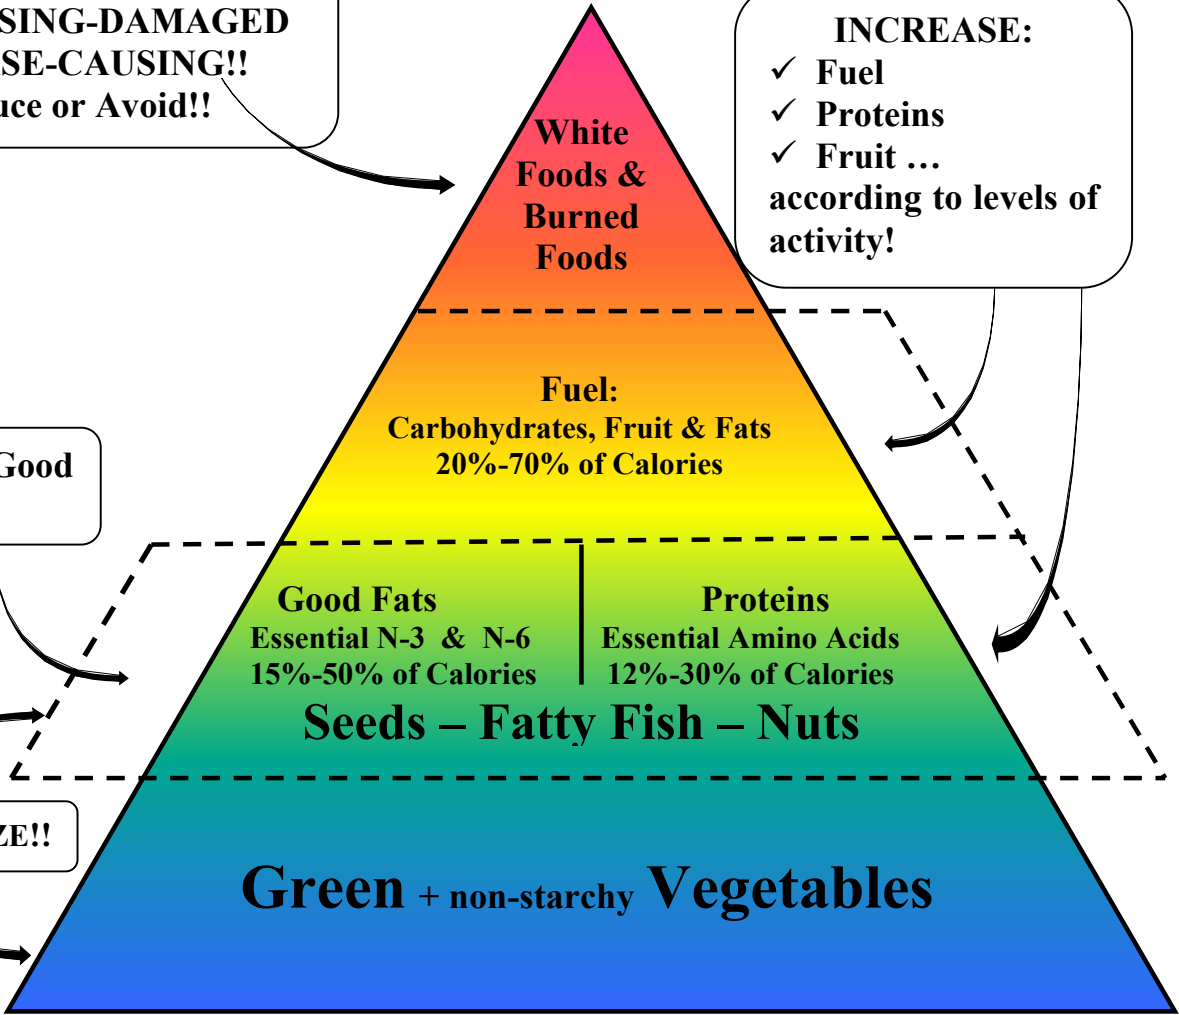 SING-DAMAGED
SE-CAUSING!!
uce or Avoid!!
INCREASE:
✓ Fuel
✓ Proteins
✓ Fruit …
according to levels of
activity!
White
Foods &
Burned
Foods
Fuel:
Carbohydrates, Fruit & Fats
20%-70% of Calories
Good
Good Fats
Essential N-3 & N-6
15%-50% of Calories
Proteins
Essential Amino Acids
12%-30% of Calories
Seeds – Fatty Fish – Nuts
ZE!!
Green + non-starchy Vegetables